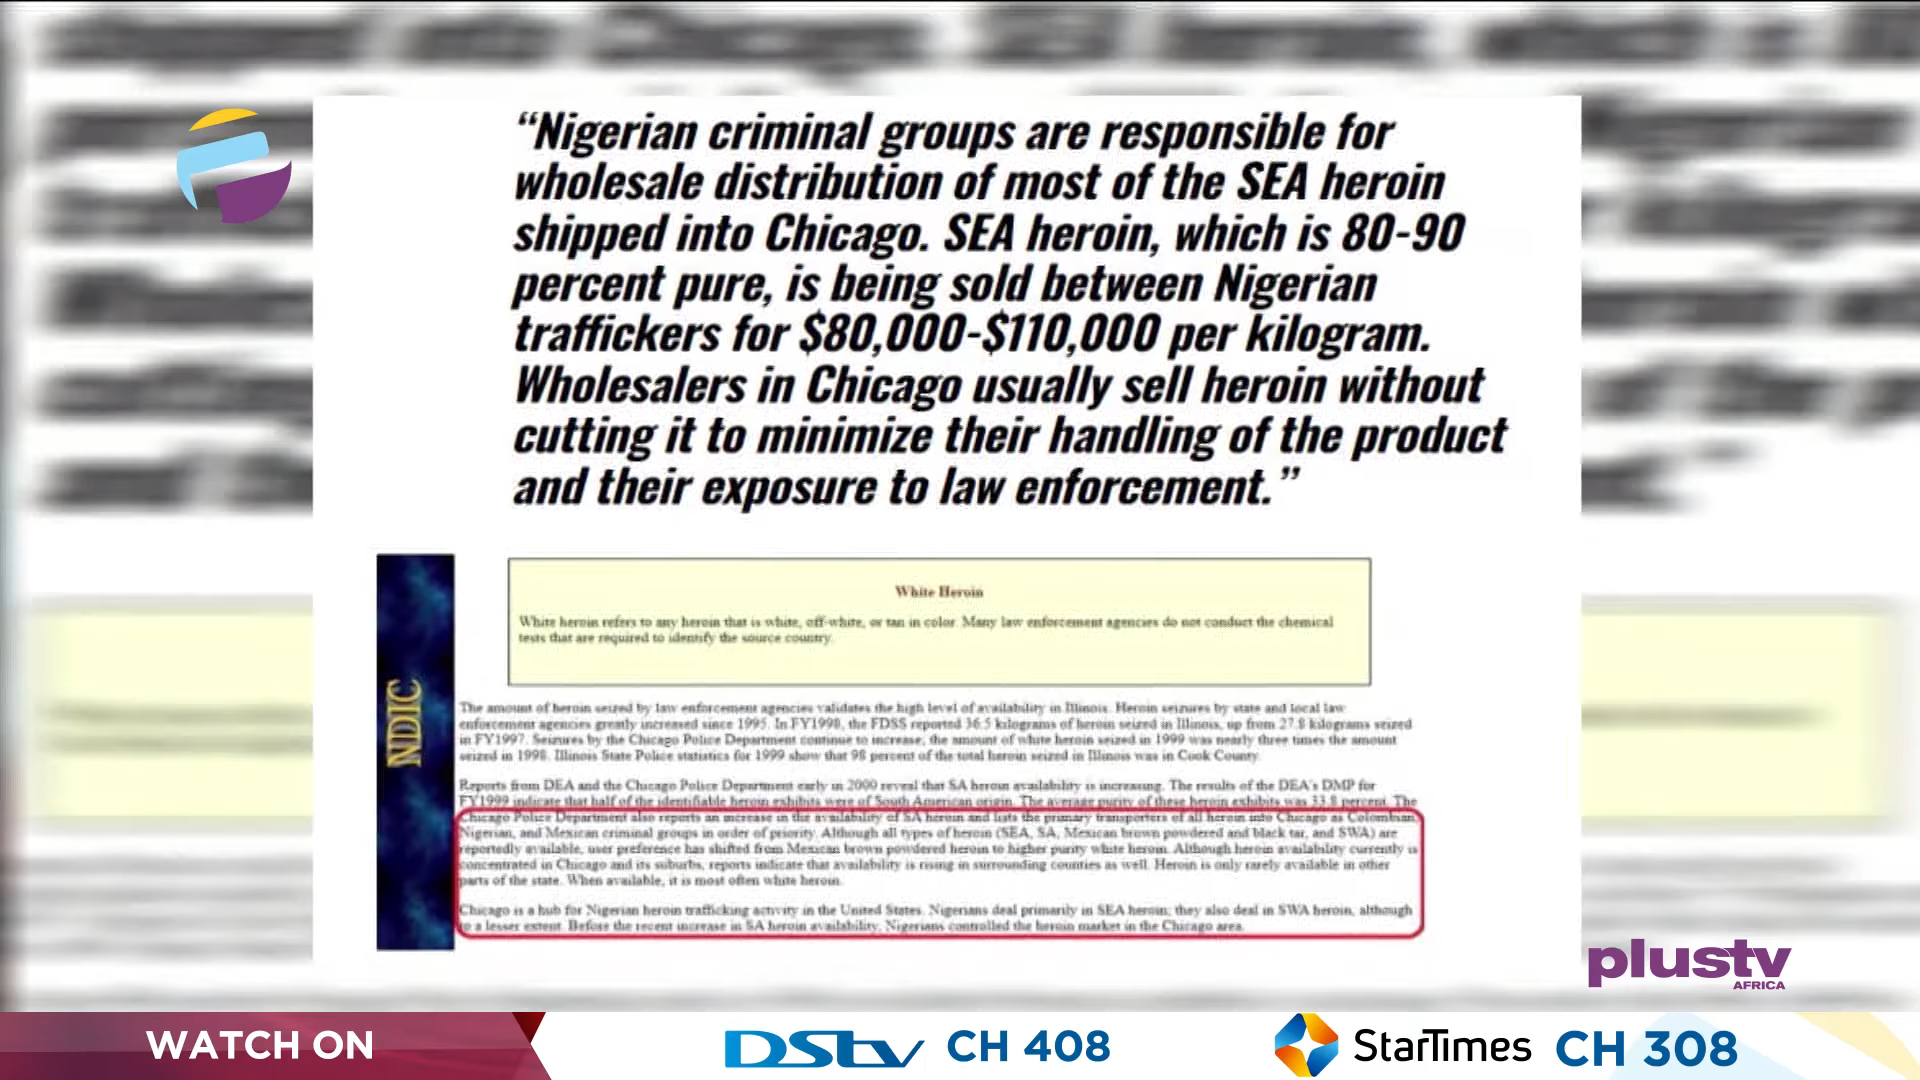 “Nigerian criminal groups are responsible for
wholesale distribution of most of the SEA heroin
shipped into Chicago. SEA heroin, which is 80-90
percent pure, is being sold between Nigerian
traffickers for $80,000-$110,000 per kilogram.
Wholesalers in Chicago usually sell heroin without
cutting it to minimize their handling of the product
and their exposure to law enforcement.”
NDIC
White Heroin
White heroin refers to any heroin that is white, off-white, or tan in color. Many law enforcement agencies do not conduct the chemical
tests that are required to identify the source country.
The amount of heroin seized by law enforcement agencies validates the high level of availability in Illinois. Heroin seizures by state and local law
enforcement agencies greatly increased since 1995. In FY1998, the FDSS reported 36.5 kilograms of heroin seized in Illinois, up from 27.8 kilograms seized
in FY1997. Seizures by the Chicago Police Department continue to increase; the amount of white heroin seized in 1999 was nearly three times the amount
seized in 1998. Illinois State Police statistics for 1999 show that 98 percent of the total heroin seized in Illinois was in Cook County.
Reports from DEA and the Chicago Police Department early in 2000 reveal that SA heroin availability is increasing. The results of the DEA's DMP for
FY1999 indicate that half of the identifiable heroin exhibits were of South American origin. The average purity of these heroin exhibits was 33.8 percent. The
Chicago Police Department also reports an increase in the availability of SA heroin and lists the primary transporters of all heroin into Chicago as Colombian,
Nigerian, and Mexican criminal groups in order of priority. Although all types of heroin (SEA, SA, Mexican brown powdered and black tar, and SWA) are
reportedly available, user preference has shifted from Mexican brown powdered heroin to higher purity white heroin. Although heroin availability currently is
concentrated in Chicago and its suburbs, reports indicate that availability is rising in surrounding counties as well. Heroin is only rarely available in other
parts of the state. When available, it is most often white heroin.
Chicago is a hub for Nigerian heroin trafficking activity in the United States. Nigerians deal primarily in SEA heroin; they also deal in SWA heroin, although
to a lesser extent. Before the recent increase in SA heroin availability, Nigerians controlled the heroin market in the Chicago area.
plustv
AFRICA
WATCH ON
DStv CH 408
StarTimes CH 308